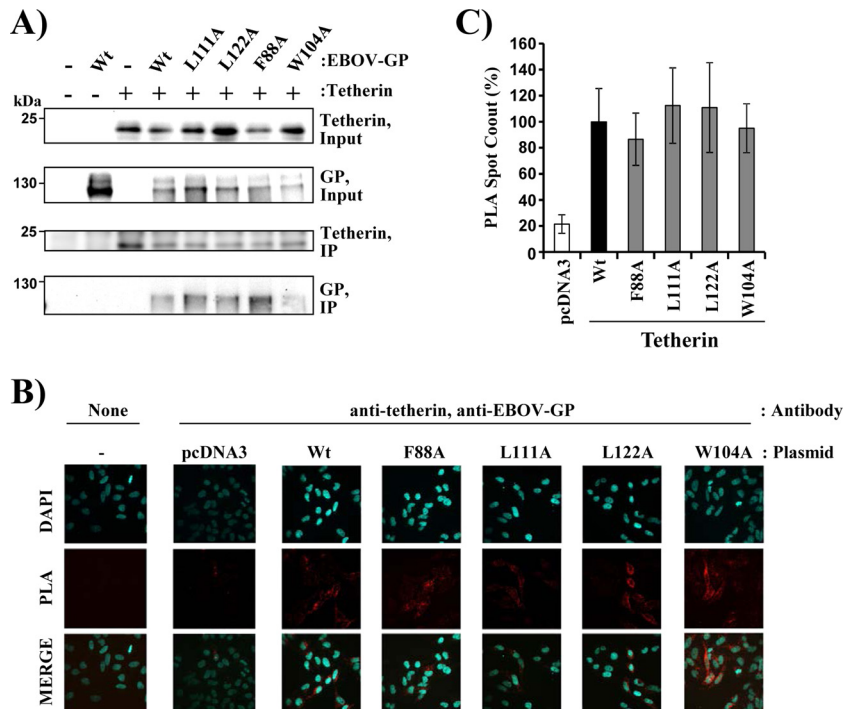 A)
- Wt - Wt L111A L122A F88A W104A :EBOV-GP
- - + + + + + + :Tetherin
kDa
25 Tetherin, Input
130 GP, Input
25 Tetherin, IP
130 GP, IP
C)
PLA Spot Coout (%)
160
140
120
100
80
60
40
20
0
pcDNA3 Wt F88A L111A L122A W104A
Tetherin
B)
None anti-tetherin, anti-EBOV-GP : Antibody
- pcDNA3 Wt F88A L111A L122A W104A : Plasmid
DAPI
PLA
MERGE